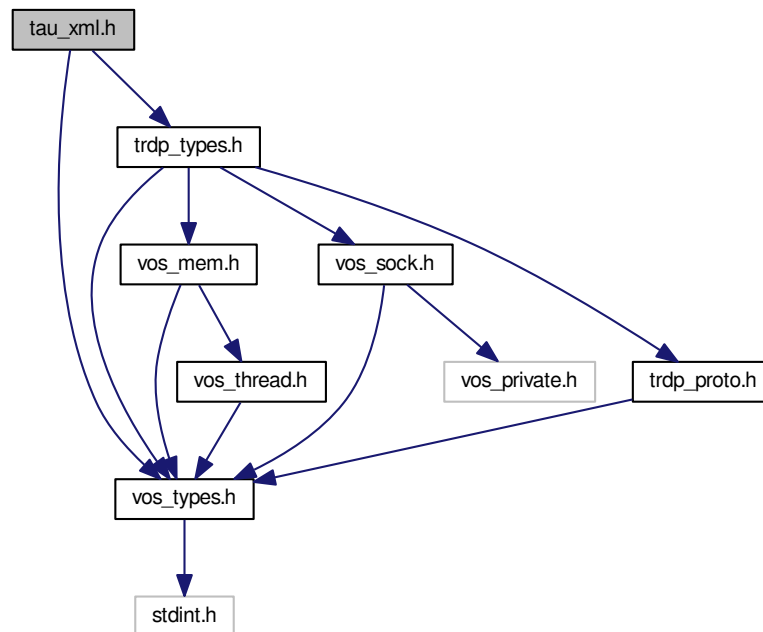 tau_xml.h
trdp_types.h
vos_mem.h
vos_sock.h
vos_thread.h
vos_private.h
trdp_proto.h
vos_types.h
stdint.h